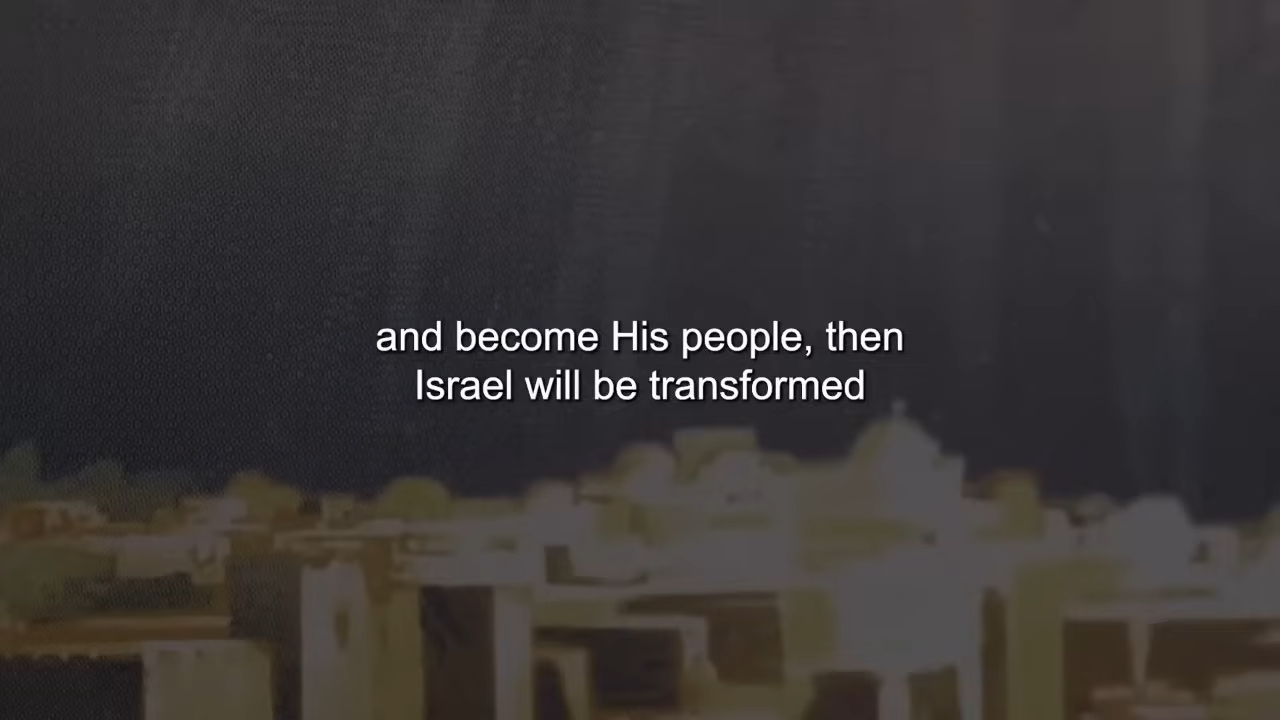 and become His people, then
Israel will be transformed